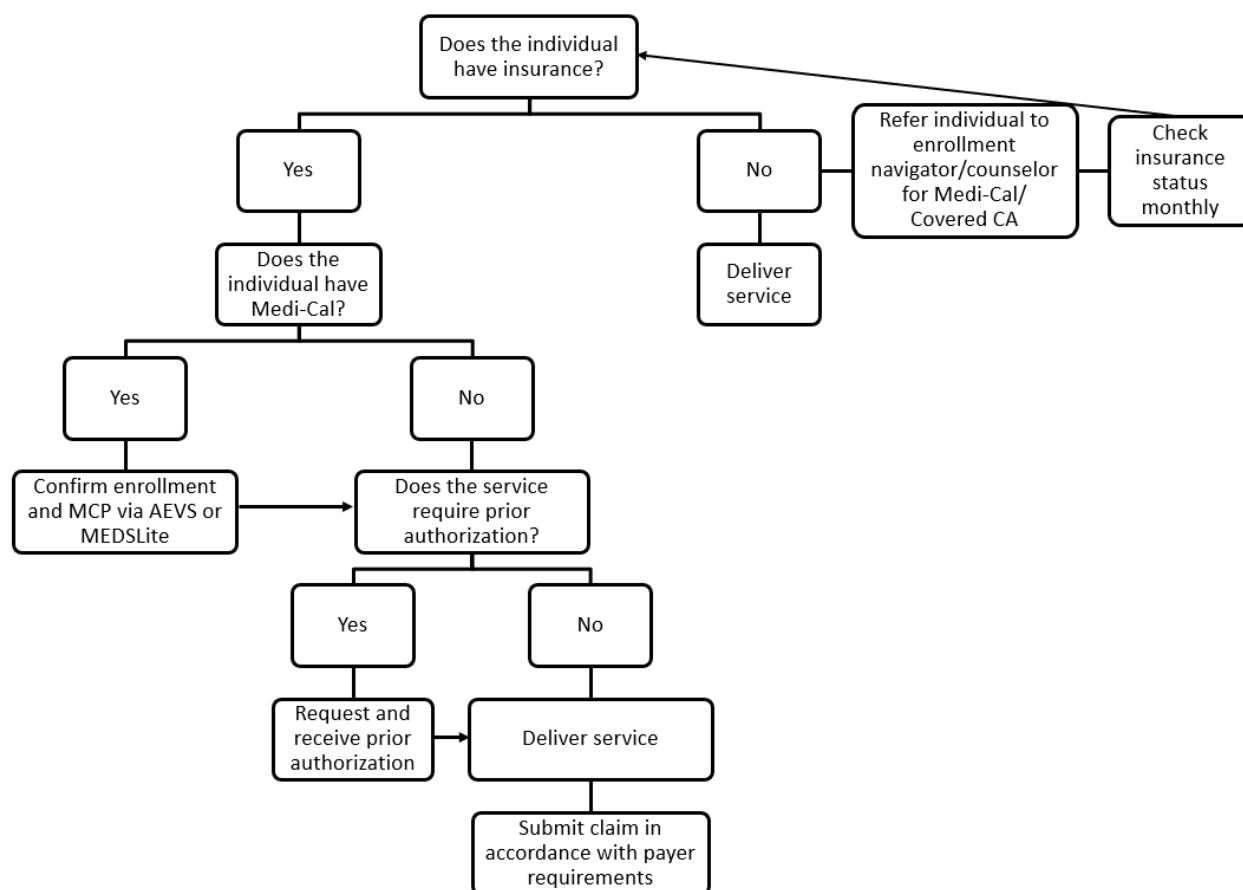 Does the individual
have insurance?
Yes
No
Refer individual to
enrollment
navigator/counselor
for Medi-Cal/
Covered CA
Check
insurance
status
monthly
Does the
individual have
Medi-Cal?
Deliver
service
Yes
No
Confirm enrollment
and MCP via AEVS or
MEDSLite
Does the service
require prior
authorization?
Yes
No
Request and
receive prior
authorization
Deliver service
Submit claim in
accordance with payer
requirements